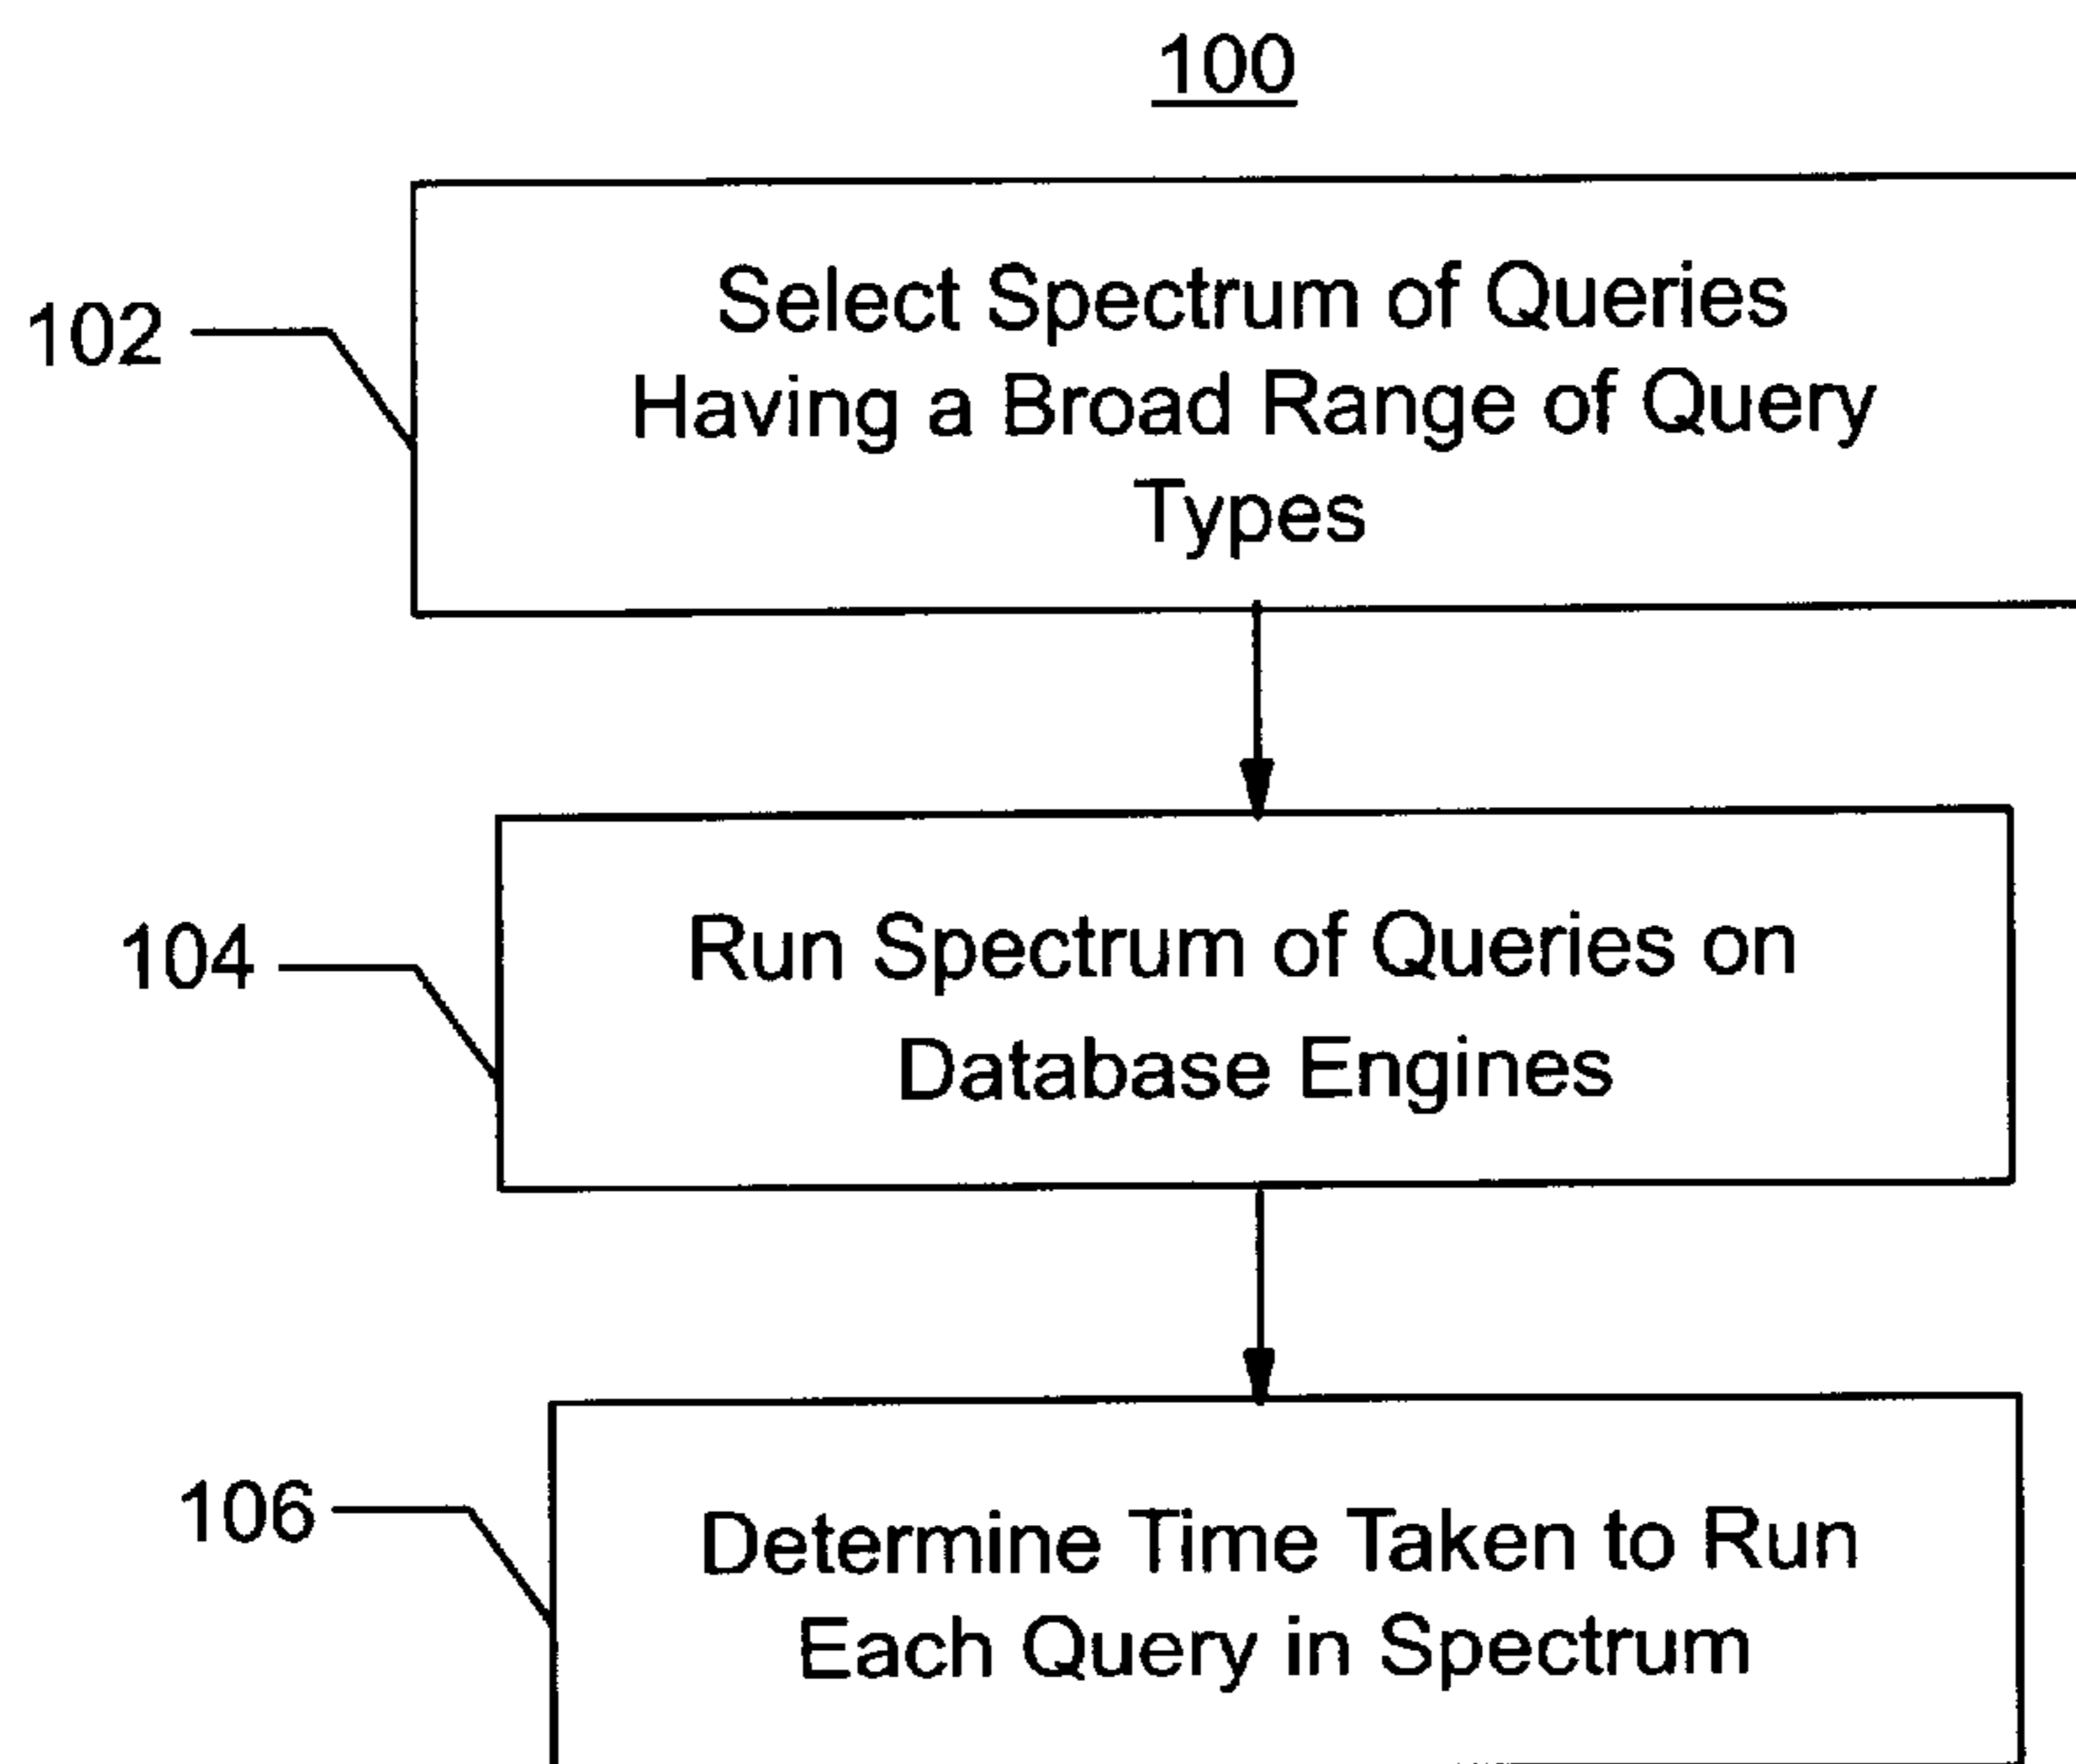 100
102
Select Spectrum of Queries
Having a Broad Range of Query
Types
104
Run Spectrum of Queries on
Database Engines
106
Determine Time Taken to Run
Each Query in Spectrum